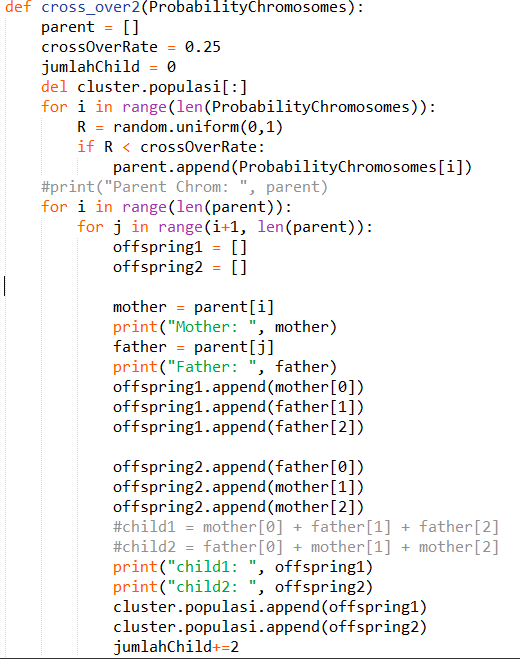 def cross_over2(ProbabilityChromosomes):
    parent = []
    crossOverRate = 0.25
    jumlahChild = 0
    del cluster.populasi[:]
    for i in range(len(ProbabilityChromosomes)):
        R = random.uniform(0,1)
        if R < crossOverRate:
            parent.append(ProbabilityChromosomes[i])
    #print("Parent Chrom: ", parent)
    for i in range(len(parent)):
        for j in range(i+1, len(parent)):
            offspring1 = []
            offspring2 = []

            mother = parent[i]
            print("Mother: ", mother)
            father = parent[j]
            print("Father: ", father)
            offspring1.append(mother[0])
            offspring1.append(father[1])
            offspring1.append(father[2])

            offspring2.append(father[0])
            offspring2.append(mother[1])
            offspring2.append(mother[2])
            #child1 = mother[0] + father[1] + father[2]
            #child2 = father[0] + mother[1] + mother[2]
            print("child1: ", offspring1)
            print("child2: ", offspring2)
            cluster.populasi.append(offspring1)
            cluster.populasi.append(offspring2)
            jumlahChild+=2